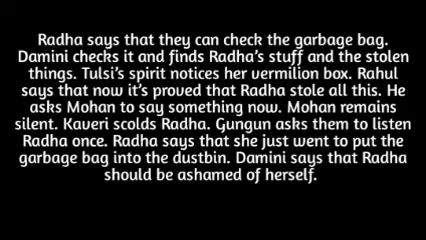 Radha says that they can check the garbage bag.
Damini checks it and finds Radha's stuff and the stolen
things. Tulsi's spirit notices her vermilion box. Rahul
says that now it's proved that Radha stole all this. He
asks Mohan to say something now. Mohan remains
silent. Kaveri scolds Radha. Gungun asks them to listen
Radha once. Radha says that she just went to put the
garbage bag into the dustbin. Damini says that Radha
should be ashamed of herself.